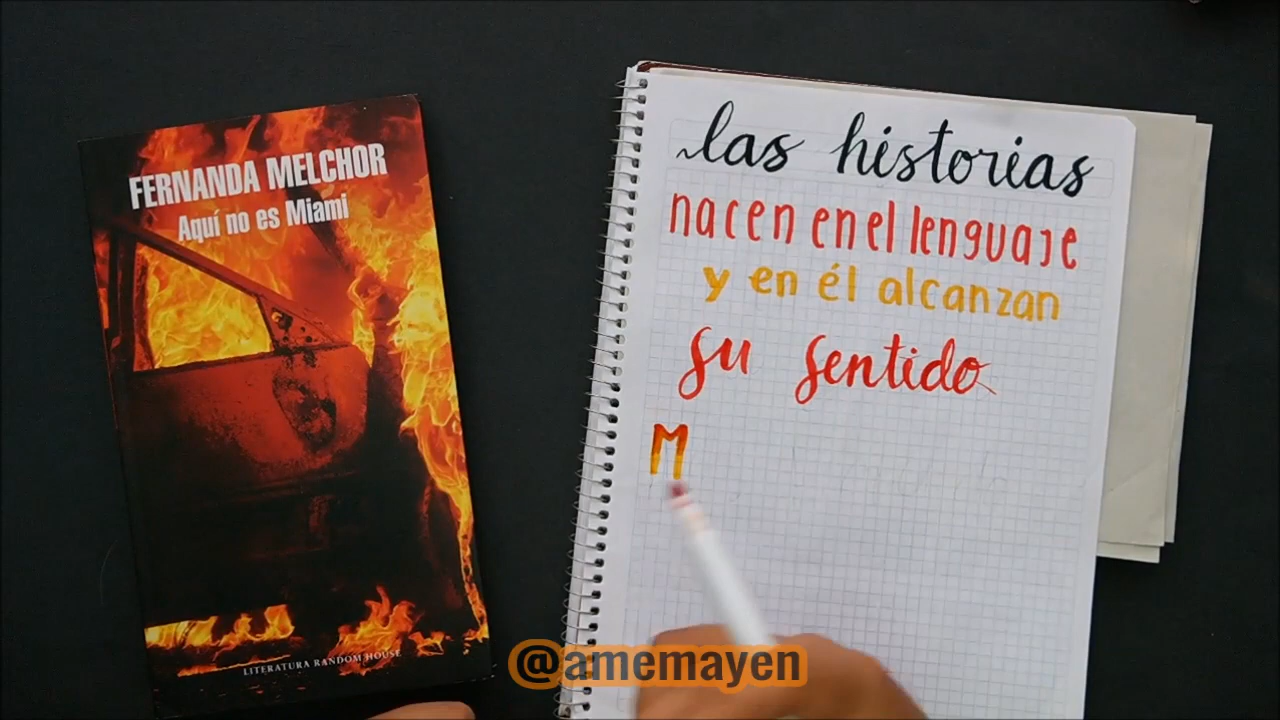 FERNANDA MELCHOR
Aquí no es Miami
LITERATURA RANDOM HOUSE
las historias
nacen en el lenguaje
y en él alcanzan
su sentido
M
@amemayen